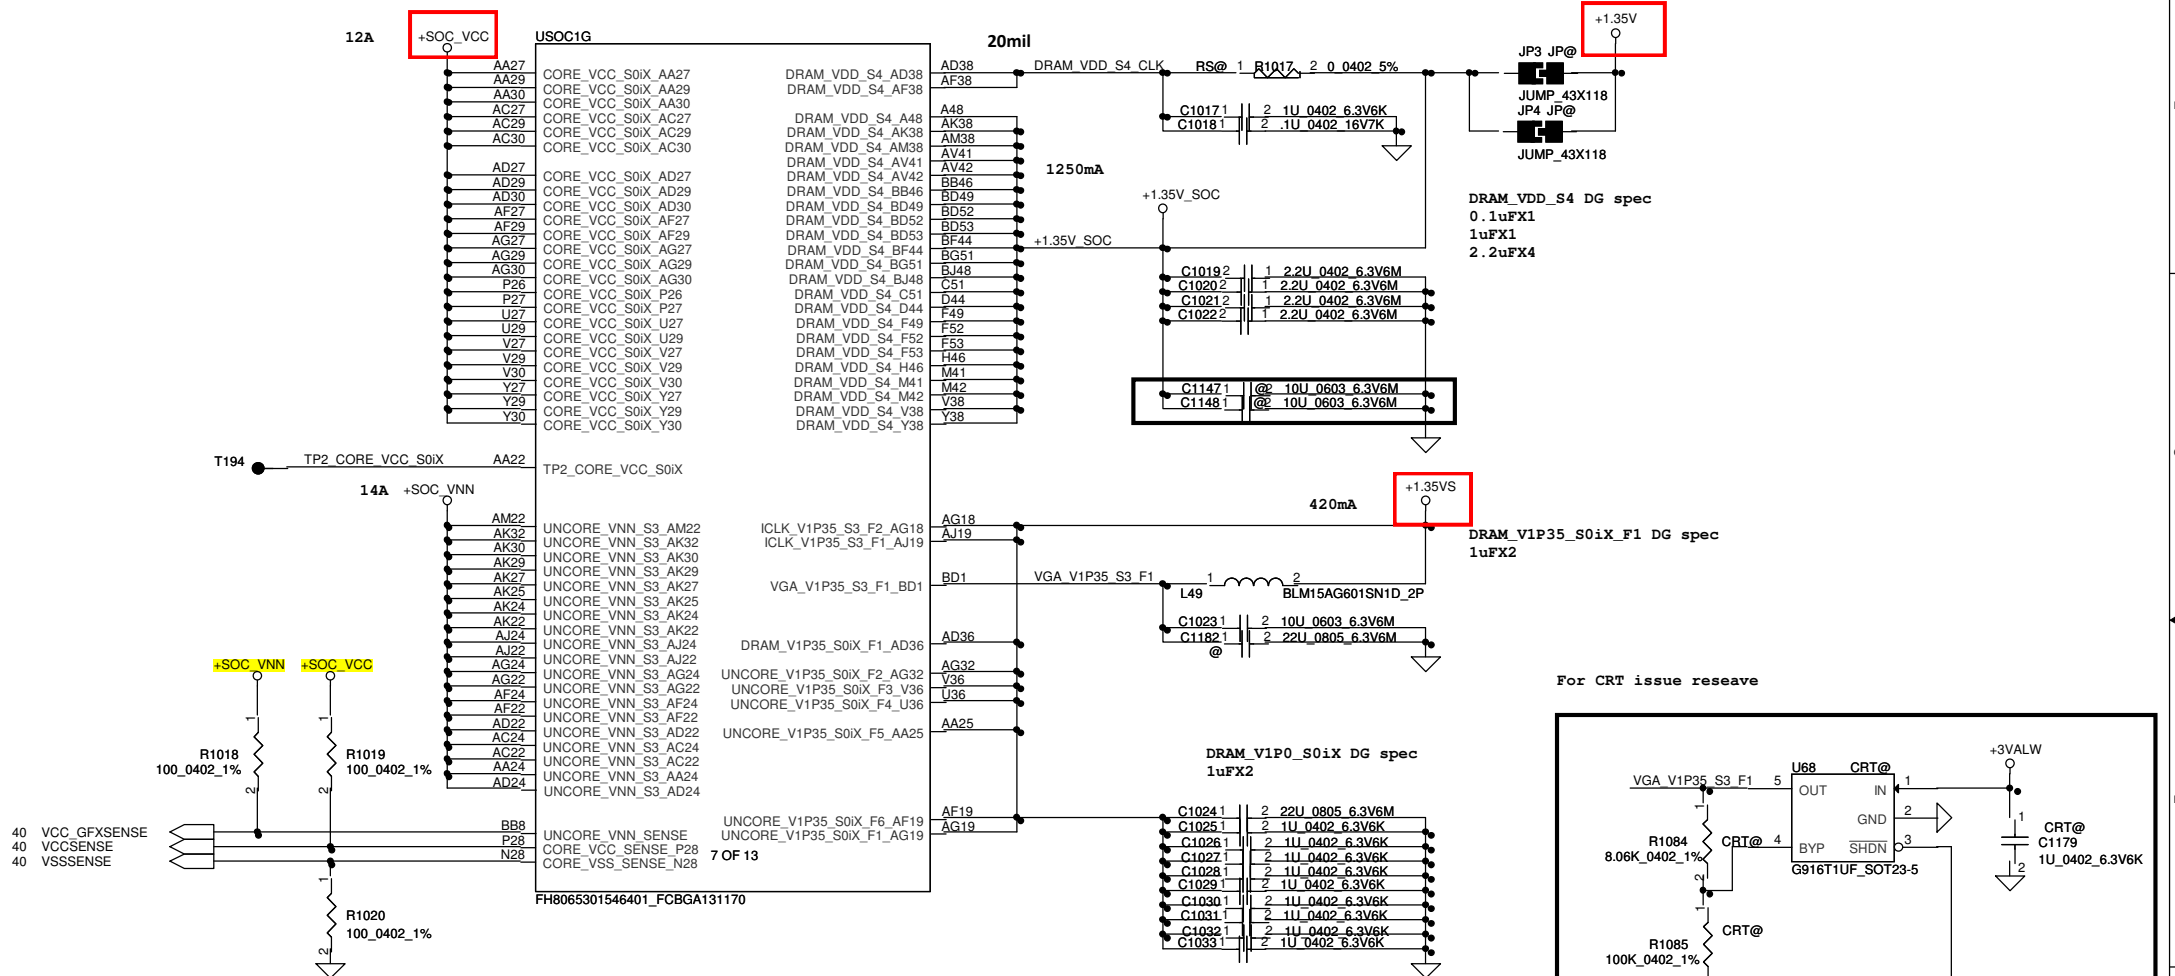 12A
+SOC_VCC
USOC1G
20mil
+1.35V
AA27 CORE_VCC_S0iX_AA27
AA29 CORE_VCC_S0iX_AA29
AA30 CORE_VCC_S0iX_AA30
AC27 CORE_VCC_S0iX_AC27
AC29 CORE_VCC_S0iX_AC29
AC30 CORE_VCC_S0iX_AC30
AD27 CORE_VCC_S0iX_AD27
AD29 CORE_VCC_S0iX_AD29
AD30 CORE_VCC_S0iX_AD30
AF27 CORE_VCC_S0iX_AF27
AF29 CORE_VCC_S0iX_AF29
AG27 CORE_VCC_S0iX_AG27
AG29 CORE_VCC_S0iX_AG29
AG30 CORE_VCC_S0iX_AG30
P26 CORE_VCC_S0iX_P26
P27 CORE_VCC_S0iX_P27
U27 CORE_VCC_S0iX_U27
U29 CORE_VCC_S0iX_U29
V27 CORE_VCC_S0iX_V27
V29 CORE_VCC_S0iX_V29
V30 CORE_VCC_S0iX_V30
Y27 CORE_VCC_S0iX_Y27
Y29 CORE_VCC_S0iX_Y29
Y30 CORE_VCC_S0iX_Y30
T194 TP2_CORE_VCC_S0iX AA22 TP2_CORE_VCC_S0iX
14A +SOC_VNN
AM22 UNCORE_VNN_S3_AM22
AK32 UNCORE_VNN_S3_AK32
AK30 UNCORE_VNN_S3_AK30
AK29 UNCORE_VNN_S3_AK29
AK27 UNCORE_VNN_S3_AK27
AK25 UNCORE_VNN_S3_AK25
AK24 UNCORE_VNN_S3_AK24
AK22 UNCORE_VNN_S3_AK22
AJ24 UNCORE_VNN_S3_AJ24
AJ22 UNCORE_VNN_S3_AJ22
AG24 UNCORE_VNN_S3_AG24
AG22 UNCORE_VNN_S3_AG22
AF24 UNCORE_VNN_S3_AF24
AF22 UNCORE_VNN_S3_AF22
AD22 UNCORE_VNN_S3_AD22
AC24 UNCORE_VNN_S3_AC24
AC22 UNCORE_VNN_S3_AC22
AA24 UNCORE_VNN_S3_AA24
AD24 UNCORE_VNN_S3_AD24
BB8 UNCORE_VNN_SENSE
P28 CORE_VCC_SENSE_P28
N28 CORE_VSS_SENSE_N28
7 OF 13
FH8065301546401_FCBGA131170
+SOC_VNN +SOC_VCC
1 1
R1018
100_0402_1%
R1019
100_0402_1%
2 2
40 VCC_GFXSENSE
40 VCCSENSE
40 VSSSENSE
1
R1020
100_0402_1%
2
DRAM_VDD_S4_AD38 AD38
DRAM_VDD_S4_AF38 AF38
DRAM_VDD_S4_A48 A48
DRAM_VDD_S4_AK38 AK38
DRAM_VDD_S4_AM38 AM38
DRAM_VDD_S4_AV41 AV41
DRAM_VDD_S4_AV42 AV42
DRAM_VDD_S4_BB46 BB46
DRAM_VDD_S4_BD49 BD49
DRAM_VDD_S4_BD52 BD52
DRAM_VDD_S4_BD53 BD53
DRAM_VDD_S4_BF44 BF44
DRAM_VDD_S4_BG51 BG51
DRAM_VDD_S4_BJ48 BJ48
DRAM_VDD_S4_C51 C51
DRAM_VDD_S4_D44 D44
DRAM_VDD_S4_F49 F49
DRAM_VDD_S4_F52 F52
DRAM_VDD_S4_F53 F53
DRAM_VDD_S4_H46 H46
DRAM_VDD_S4_M41 M41
DRAM_VDD_S4_M42 M42
DRAM_VDD_S4_V38 V38
DRAM_VDD_S4_Y38 Y38
ICLK_V1P35_S3_F2_AG18 AG18
ICLK_V1P35_S3_F1_AJ19 AJ19
VGA_V1P35_S3_F1_BD1 BD1
DRAM_V1P35_S0iX_F1_AD36 AD36
UNCORE_V1P35_S0iX_F2_AG32 AG32
UNCORE_V1P35_S0iX_F3_V36 V36
UNCORE_V1P35_S0iX_F4_U36 U36
UNCORE_V1P35_S0iX_F5_AA25 AA25
UNCORE_V1P35_S0iX_F6_AF19 AF19
UNCORE_V1P35_S0iX_F1_AG19 AG19
DRAM_VDD_S4_CLK RS@ 1 R1017 2 0_0402_5%
C1017 1 2 1U_0402_6.3V6K
C1018 1 2 .1U_0402_16V7K
JP3 JP@
JUMP_43X118
JP4 JP@
JUMP_43X118
1250mA
+1.35V_SOC
+1.35V_SOC
DRAM_VDD_S4 DG spec
0.1uFX1
1uFX1
2.2uFX4
C1019 2 1 2.2U_0402_6.3V6M
C1020 2 1 2.2U_0402_6.3V6M
C1021 2 1 2.2U_0402_6.3V6M
C1022 2 1 2.2U_0402_6.3V6M
C1147 1 @ 2 10U_0603_6.3V6M
C1148 1 @ 2 10U_0603_6.3V6M
420mA
+1.35VS
DRAM_V1P35_S0iX_F1 DG spec
1uFX2
VGA_V1P35_S3_F1 1 2
L49 BLM15AG601SN1D_2P
C1023 1 2 10U_0603_6.3V6M
C1182 1 2 22U_0805_6.3V6M
@
DRAM_V1P0_S0iX DG spec
1uFX2
C1024 1 2 22U_0805_6.3V6M
C1025 1 2 1U_0402_6.3V6K
C1026 1 2 1U_0402_6.3V6K
C1027 1 2 1U_0402_6.3V6K
C1028 1 2 1U_0402_6.3V6K
C1029 1 2 1U_0402_6.3V6K
C1030 1 2 1U_0402_6.3V6K
C1031 1 2 1U_0402_6.3V6K
C1032 1 2 1U_0402_6.3V6K
C1033 1 2 1U_0402_6.3V6K
For CRT issue reseave
+3VALW
U68 CRT@
VGA_V1P35_S3_F1 5 OUT IN 1
GND 2
4 BYP SHDN 3
G916T1UF_SOT23-5
1
R1084
8.06K_0402_1%
CRT@
2
1
CRT@
C1179
1U_0402_6.3V6K
2
1
R1085
100K_0402_1%
CRT@